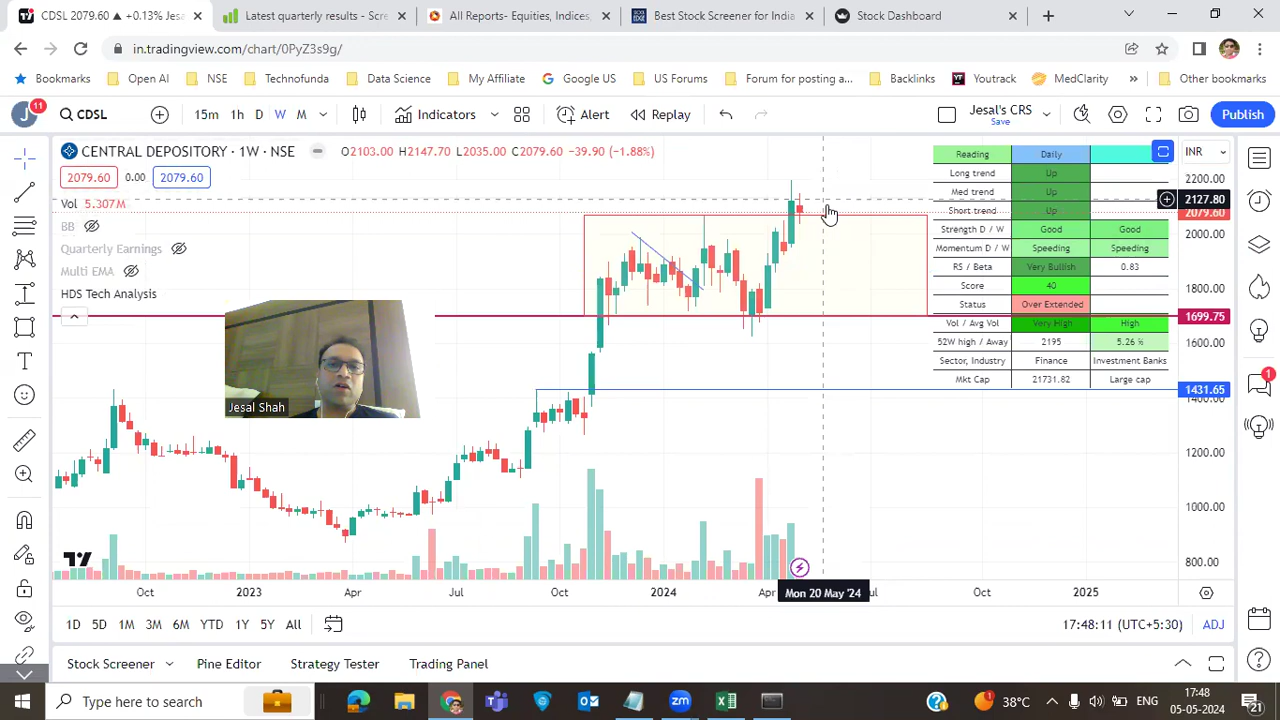 CDSL 2079.60 ▲ +0.13% Jesal
Latest quarterly results - stre
All Reports- Equities, Indices,
Best Stock Screener for India
Stock Dashboard
in.tradingview.com/chart/0PyZ3s9g/
Bookmarks Open AI NSE Technofunda Data Science My Affiliate Google US US Forums Forum for posting a... Backlinks Youtrack MedClarity » Other bookmarks
J 11 CDSL 15m 1h D W M Indicators Alert Replay Jesal's CRS Save Publish
CENTRAL DEPOSITORY · 1W · NSE O2103.00 H2147.70 L2035.00 C2079.60 −39.90 (−1.88%)
2079.60 0.00 2079.60
Vol 5.307M
BB
Quarterly Earnings
Multi EMA
HDS Tech Analysis
Jesal Shah
Reading Daily
Long trend Up
Med trend Up
Short trend Up
Strength D / W Good Good
Momentum D / W Speeding Speeding
RS / Beta Very Bullish 0.83
Score 40
Status Over Extended
Vol / Avg Vol Very High High
52W high / Away 2195 5.26 %
Sector, Industry Finance Investment Banks
Mkt Cap 21731.82 Large cap
INR
2200.00
2127.80
2079.60
2000.00
1800.00
1699.75
1600.00
1431.65
1400.00
1200.00
1000.00
800.00
Oct 2023 Apr Jul Oct 2024 Apr Mon 20 May '24 ul Oct 2025
1D 5D 1M 3M 6M YTD 1Y 5Y All 17:48:11 (UTC+5:30) ADJ
1
Stock Screener Pine Editor Strategy Tester Trading Panel
Type here to search
zm
1 38°C ENG 17:48
05-05-2024 21